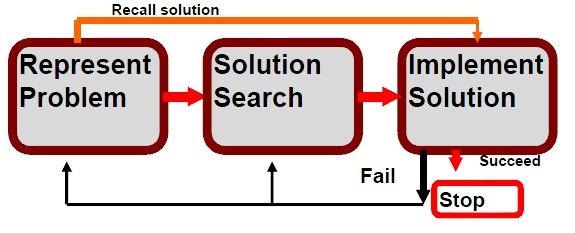 Recall solution
Represent
Problem
Solution
Search
Implement
Solution
Succeed
Fail
Stop